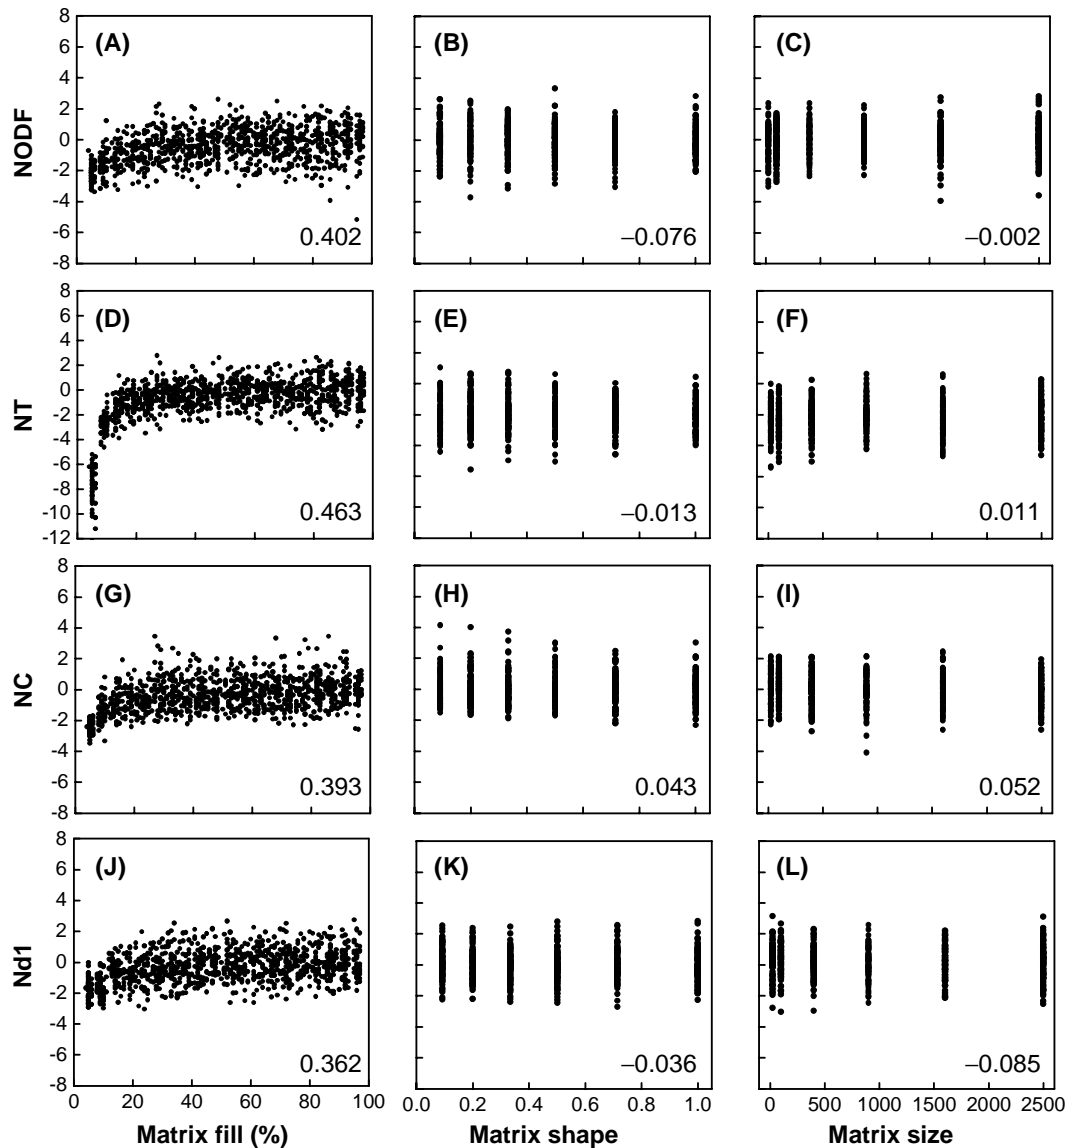 (A)
(B)
(C)
8
6
4
2
0
-2
-4
-6
-8
NODF
0.402
−0.076
−0.002
(D)
(E)
(F)
8
6
4
2
0
-2
-4
-6
-8
-10
-12
NT
0.463
−0.013
0.011
(G)
(H)
(I)
8
6
4
2
0
-2
-4
-6
-8
NC
0.393
0.043
0.052
(J)
(K)
(L)
8
6
4
2
0
-2
-4
-6
-8
Nd1
0.362
−0.036
−0.085
0 20 40 60 80 100
0.0 0.2 0.4 0.6 0.8 1.0
0 500 1000 1500 2000 2500
Matrix fill (%)
Matrix shape
Matrix size